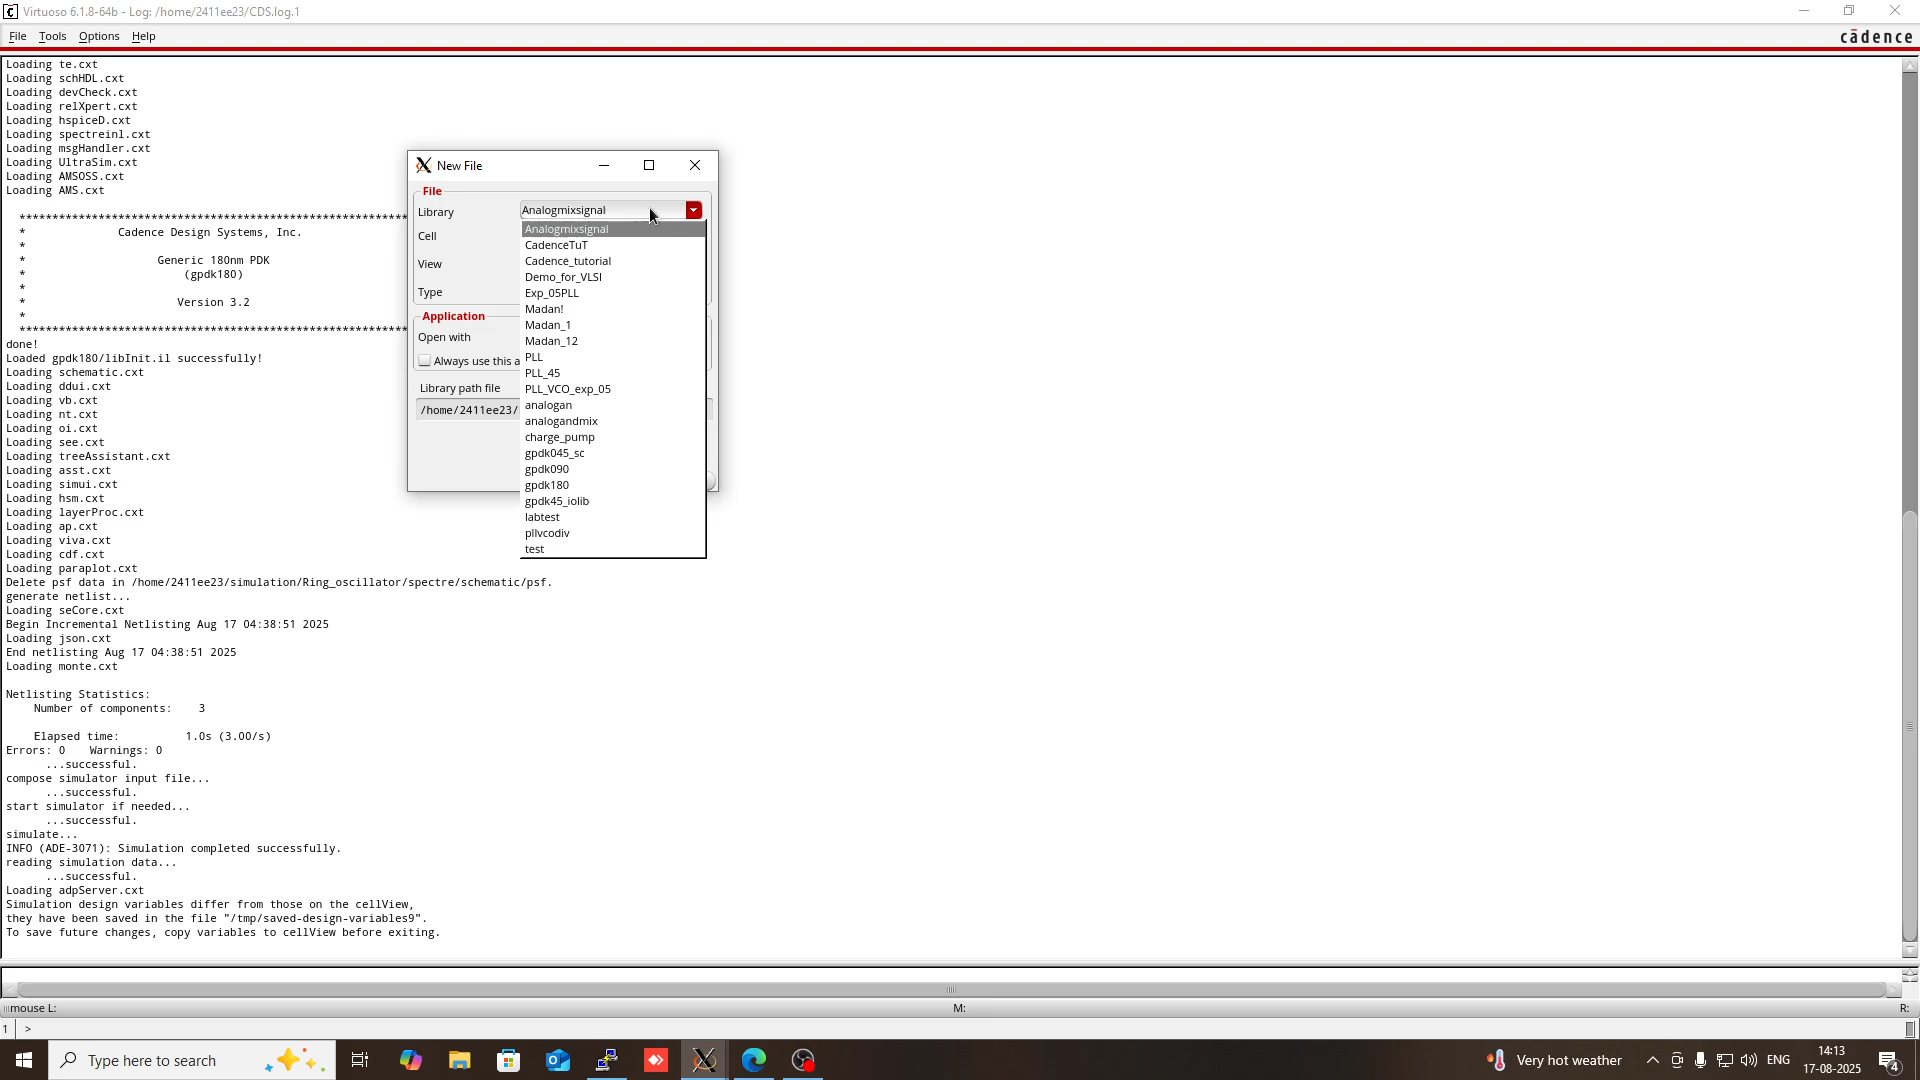 Virtuoso 6.1.8-64b - Log: /home/2411ee23/CDS.log.1
File Tools Options Help
cādence
Loading te.cxt
Loading schHDL.cxt
Loading devCheck.cxt
Loading relXpert.cxt
Loading hspiceD.cxt
Loading spectreinl.cxt
Loading msgHandler.cxt
Loading UltraSim.cxt
Loading AMSOSS.cxt
Loading AMS.cxt
* Cadence Design Systems, Inc.
*
* Generic 180nm PDK
* (gpdk180)
*
* Version 3.2
*
done!
Loaded gpdk180/libInit.il successfully!
Loading schematic.cxt
Loading ddui.cxt
Loading vb.cxt
Loading nt.cxt
Loading oi.cxt
Loading see.cxt
Loading treeAssistant.cxt
Loading asst.cxt
Loading simui.cxt
Loading hsm.cxt
Loading layerProc.cxt
Loading ap.cxt
Loading viva.cxt
Loading cdf.cxt
Loading paraplot.cxt
Delete psf data in /home/2411ee23/simulation/Ring_oscillator/spectre/schematic/psf.
generate netlist...
Loading seCore.cxt
Begin Incremental Netlisting Aug 17 04:38:51 2025
Loading json.cxt
End netlisting Aug 17 04:38:51 2025
Loading monte.cxt
Netlisting Statistics:
Number of components: 3
Elapsed time: 1.0s (3.00/s)
Errors: 0 Warnings: 0
...successful.
compose simulator input file...
...successful.
start simulator if needed...
...successful.
simulate...
INFO (ADE-3071): Simulation completed successfully.
reading simulation data...
...successful.
Loading adpServer.cxt
Simulation design variables differ from those on the cellView,
they have been saved in the file "/tmp/saved-design-variables9".
To save future changes, copy variables to cellView before exiting.
New File
File
Library Analogmixsignal
Cell
View
Type
Application
Open with
Always use this a
Library path file
/home/2411ee23/
Analogmixsignal
CadenceTuT
Cadence_tutorial
Demo_for_VLSI
Exp_05PLL
Madan!
Madan_1
Madan_12
PLL
PLL_45
PLL_VCO_exp_05
analogan
analogandmix
charge_pump
gpdk045_sc
gpdk090
gpdk180
gpdk45_iolib
labtest
pllvcodiv
test
mouse L: M: R:
1 >
Type here to search
Very hot weather
ENG
14:13
17-08-2025
4